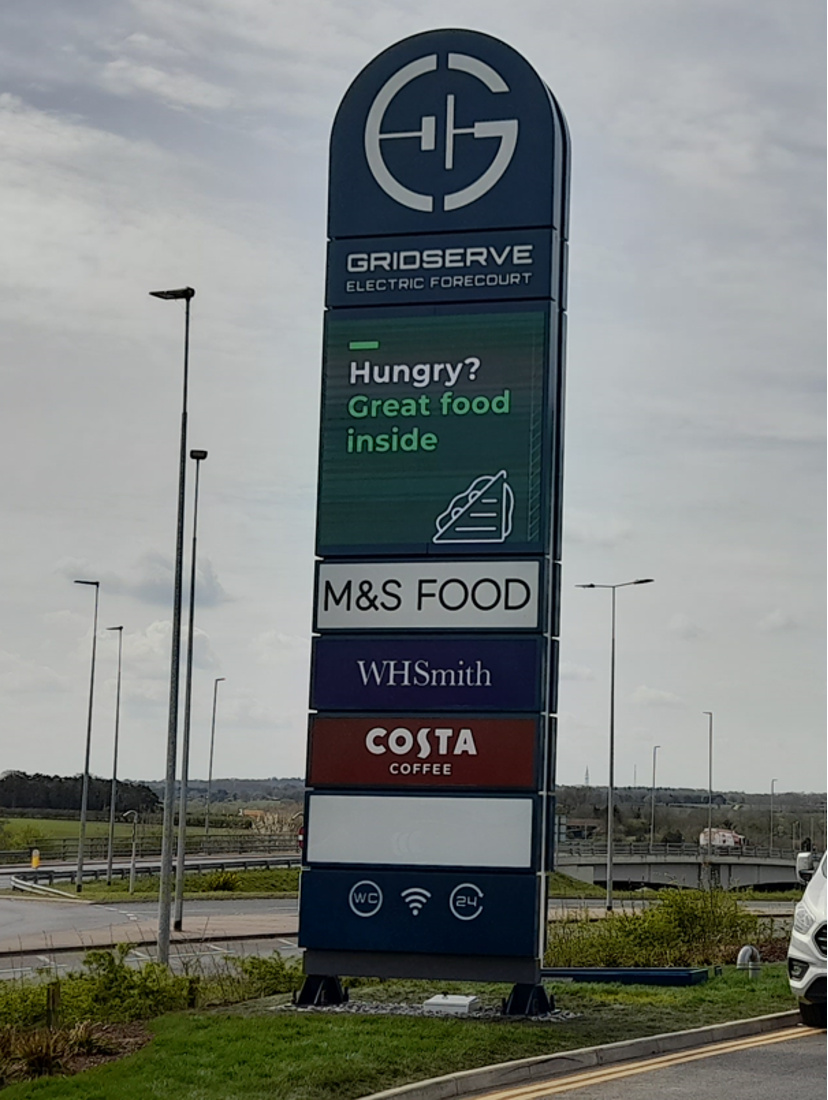 GRIDSERVE
ELECTRIC FORECOURT
Hungry?
Great food
inside
M&S FOOD
WHSmith
COSTA
COFFEE
WC 24